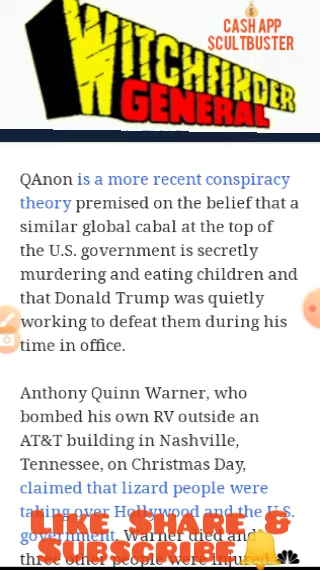 WITCHFINDER
GENERAL
CASH APP
$CULTBUSTER
QAnon is a more recent conspiracy
theory premised on the belief that a
similar global cabal at the top of
the U.S. government is secretly
murdering and eating children and
that Donald Trump was quietly
working to defeat them during his
time in office.
Anthony Quinn Warner, who
bombed his own RV outside an
AT&T building in Nashville,
Tennessee, on Christmas Day,
claimed that lizard people were
taking over Hollywood and the U.S.
government. Warner died and
three other people were injured
LIKE SHARE &
SUBSCRIBE